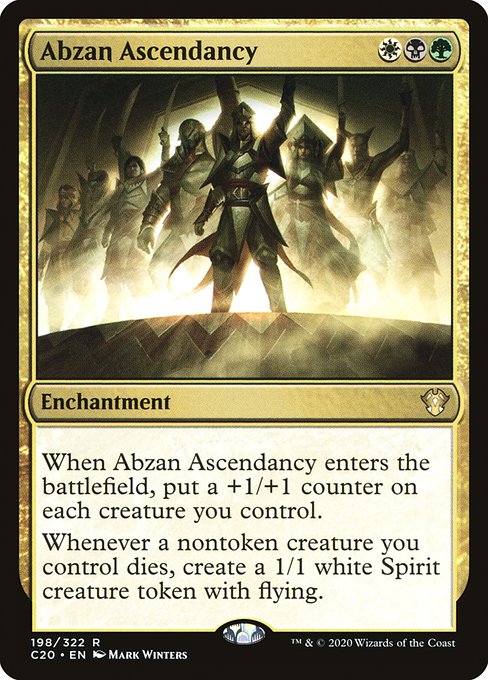 Abzan Ascendancy
Enchantment
When Abzan Ascendancy enters the
battlefield, put a +1/+1 counter on
each creature you control.
Whenever a nontoken creature you
control dies, create a 1/1 white Spirit
creature token with flying.
198/322 R
C20 • EN Mark Winters
™ & © 2020 Wizards of the Coast